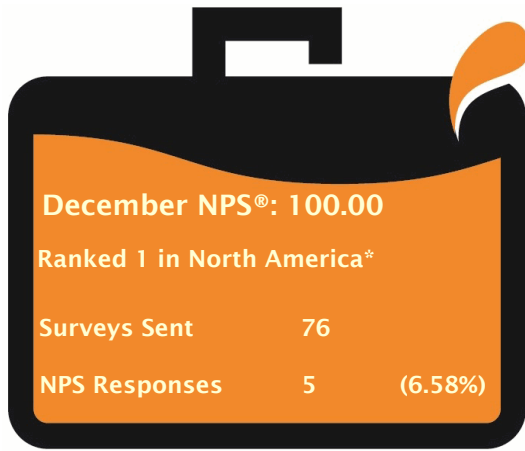 December NPS®: 100.00
Ranked 1 in North America*
Surveys Sent 76
NPS Responses 5 (6.58%)